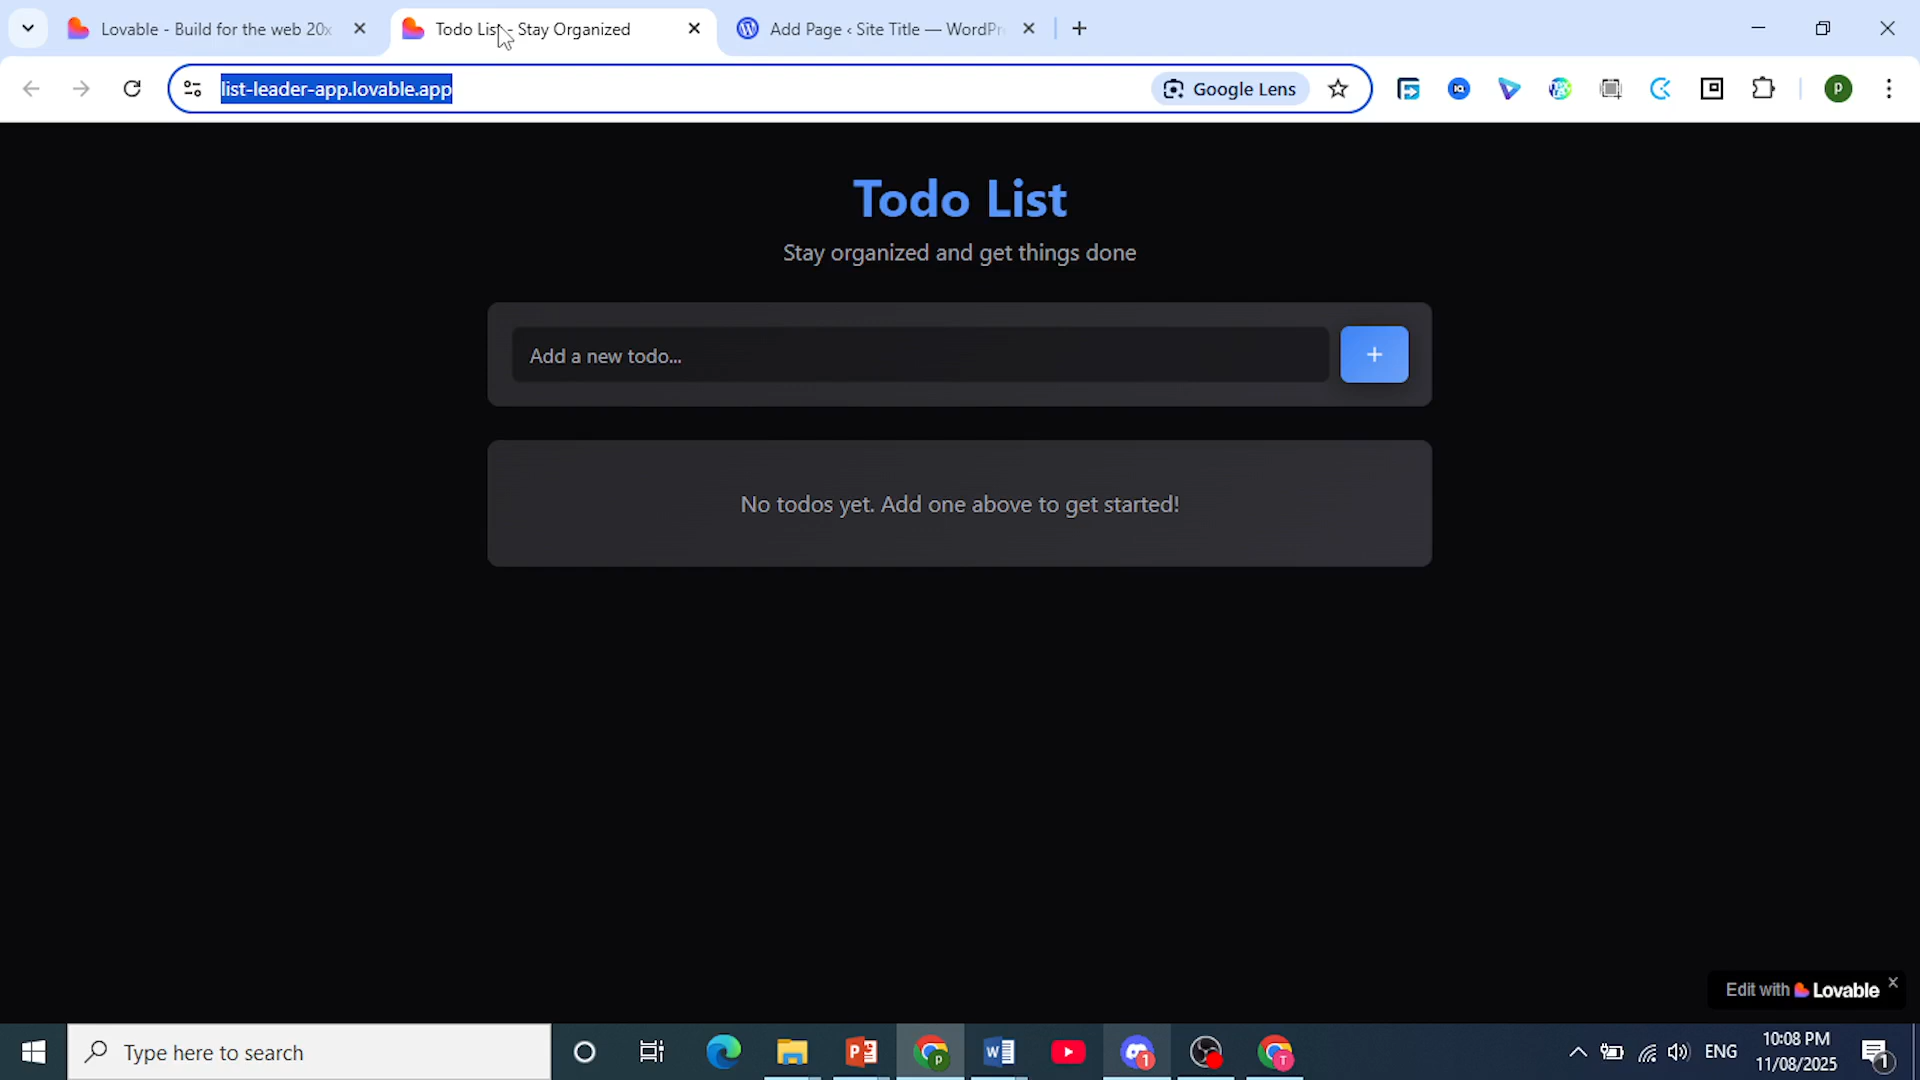 Lovable - Build for the web 20x
Todo List - Stay Organized
Add Page ‹ Site Title — WordPr
list-leader-app.lovable.app
Google Lens
P
Todo List
Stay organized and get things done
Add a new todo...
+
No todos yet. Add one above to get started!
Edit with Lovable
Type here to search
P
T
1
ENG
10:08 PM
11/08/2025
1